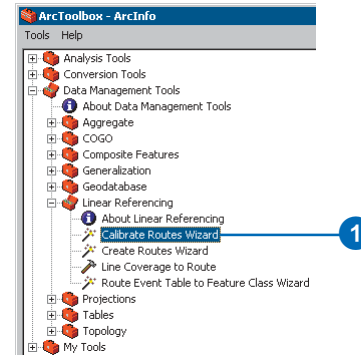 ArcToolbox - ArcInfo
Tools Help
Analysis Tools
Conversion Tools
Data Management Tools
About Data Management Tools
Aggregate
COGO
Composite Features
Generalization
Geodatabase
Linear Referencing
About Linear Referencing
Calibrate Routes Wizard
1
Create Routes Wizard
Line Coverage to Route
Route Event Table to Feature Class Wizard
Projections
Tables
Topology
My Tools